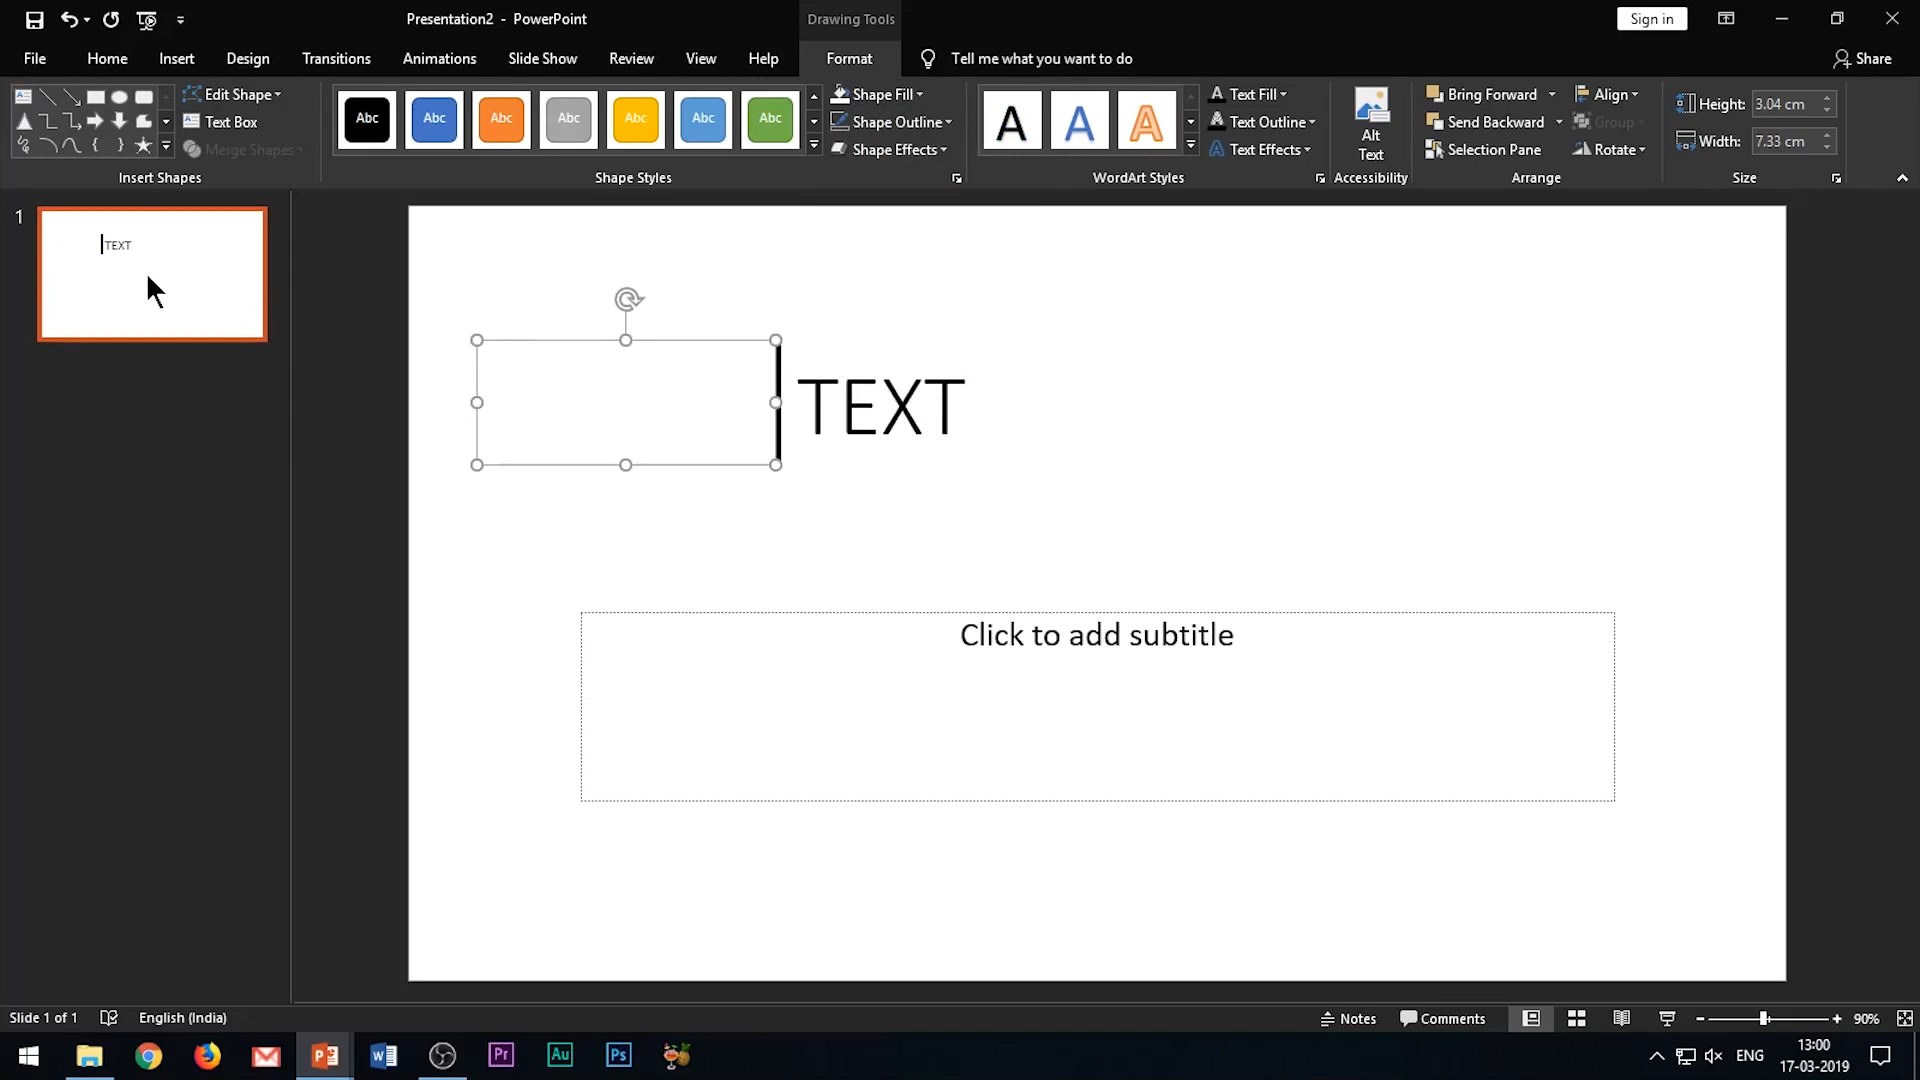 Presentation2 - PowerPoint
Drawing Tools
Sign in
File
Home
Insert
Design
Transitions
Animations
Slide Show
Review
View
Help
Format
Tell me what you want to do
Share
Edit Shape
Text Box
Merge Shapes
Insert Shapes
Abc
Abc
Abc
Abc
Abc
Abc
Abc
Shape Fill
Shape Outline
Shape Effects
Shape Styles
A
A
A
Text Fill
Text Outline
Text Effects
WordArt Styles
Alt
Text
Accessibility
Bring Forward
Send Backward
Selection Pane
Align
Group
Rotate
Arrange
Height: 3.04 cm
Width: 7.33 cm
Size
1
TEXT
TEXT
Click to add subtitle
Slide 1 of 1
English (India)
Notes
Comments
90%
Pr
Au
Ps
ENG
13:00
17-03-2019